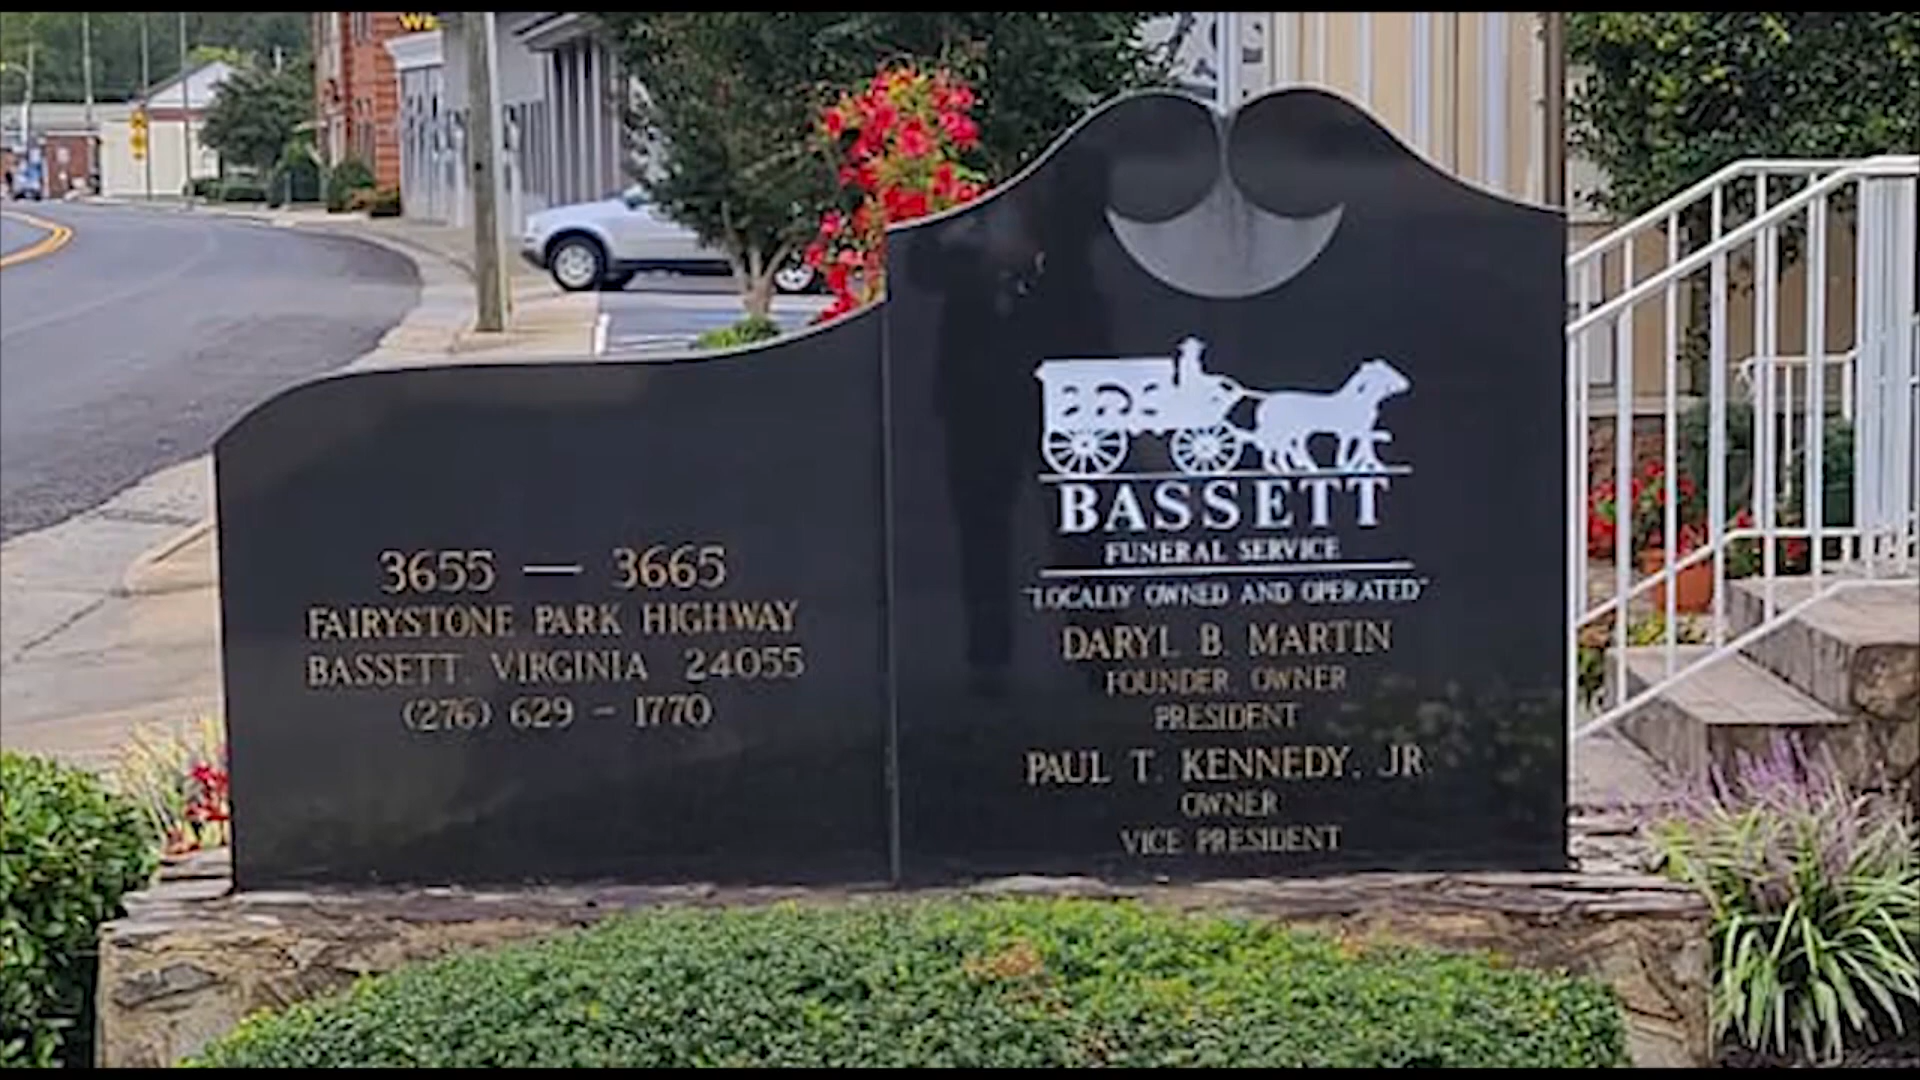 3655 — 3665
FAIRYSTONE PARK HIGHWAY
BASSETT, VIRGINIA 24055
(276) 629 - 1770
BASSETT
FUNERAL SERVICE
"LOCALLY OWNED AND OPERATED"
DARYL B. MARTIN
FOUNDER, OWNER
PRESIDENT
PAUL T. KENNEDY, JR.
OWNER
VICE PRESIDENT